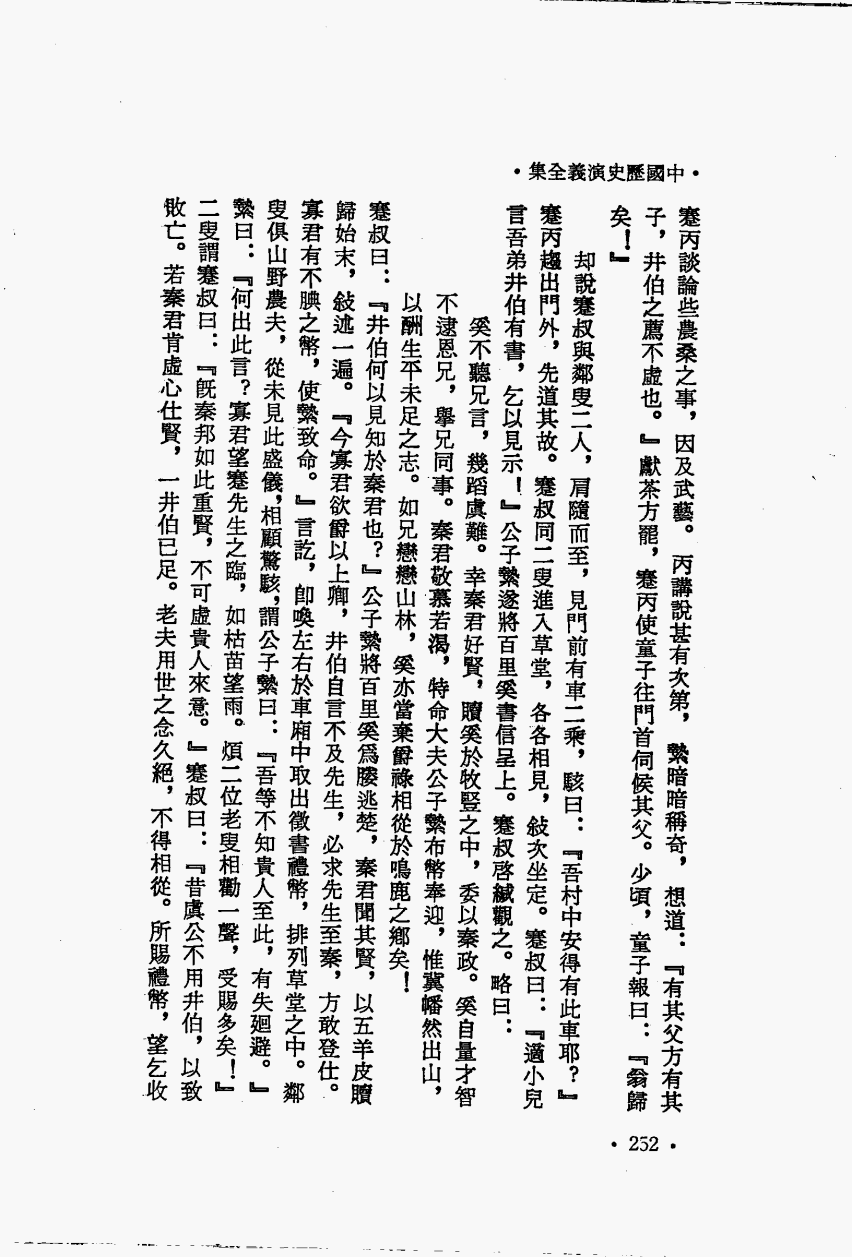 ・中國歷史演義全集・
蹇丙談論些農桑之事，因及武藝。丙講說甚有次第，縶暗暗稱奇，想道：『有其父方有其
子，井伯之薦不虛也。』獻茶方罷，蹇丙使童子往門首伺候其父。少頃，童子報曰：『翁歸
矣！』
却說蹇叔與鄰叟二人，肩隨而至，見門前有車二乘，駭曰：『吾村中安得有此車耶？』
蹇丙趨出門外，先道其故。蹇叔同二叟進入草堂，各各相見，敍次坐定。蹇叔曰：『適小兒
言吾弟井伯有書，乞以見示！』公子縶遂將百里奚書信呈上。蹇叔啓緘觀之。略曰：
奚不聽兄言，幾蹈虞難。幸秦君好賢，贖奚於牧豎之中，委以秦政。奚自量才智
不逮恩兄，舉兄同事。秦君敬慕若渴，特命大夫公子縶布幣奉迎，惟冀幡然出山，
以酬生平未足之志。如兄戀戀山林，奚亦當棄爵祿相從於鳴鹿之鄉矣！
蹇叔曰：『井伯何以見知於秦君也？』公子縶將百里奚爲媵逃楚，秦君聞其賢，以五羊皮贖
歸始末，敍述一遍。『今寡君欲爵以上卿，井伯自言不及先生，必求先生至秦，方敢登仕。
寡君有不腆之幣，使縶致命。』言訖，卽喚左右於車廂中取出徵書禮幣，排列草堂之中。鄰
叟俱山野農夫，從未見此盛儀，相顧驚駭，謂公子縶曰：『吾等不知貴人至此，有失廻避。』
縶曰：『何出此言？寡君望蹇先生之臨，如枯苗望雨。煩二位老叟相勸一聲，受賜多矣！』
二叟謂蹇叔曰：『旣秦邦如此重賢，不可虛貴人來意。』蹇叔曰：『昔虞公不用井伯，以致
敗亡。若秦君肯虛心仕賢，一井伯已足。老夫用世之念久絕，不得相從。所賜禮幣，望乞收
・252・